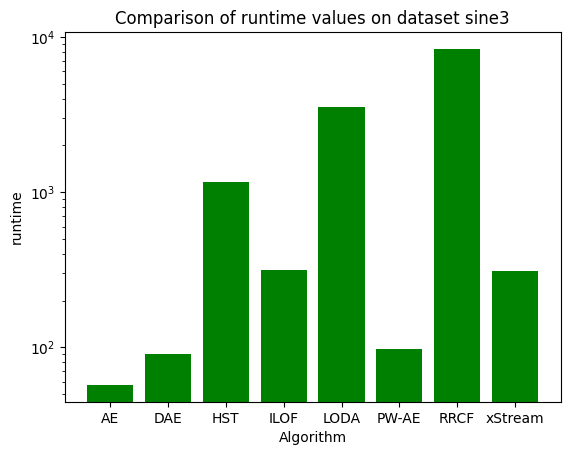 Comparison of runtime values on dataset sine3
10^4
10^3
10^2
runtime
AE DAE HST ILOF LODA PW-AE RRCF xStream
Algorithm